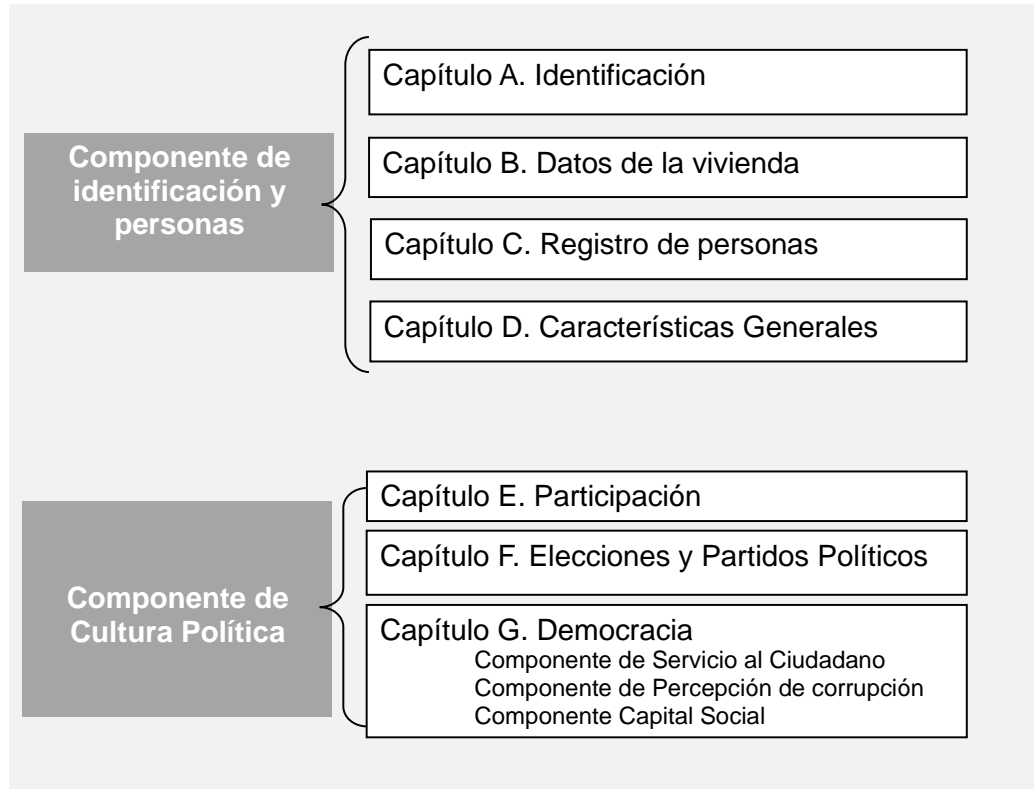 Componente de
identificación y
personas
Capítulo A. Identificación
Capítulo B. Datos de la vivienda
Capítulo C. Registro de personas
Capítulo D. Características Generales
Componente de
Cultura Política
Capítulo E. Participación
Capítulo F. Elecciones y Partidos Políticos
Capítulo G. Democracia
Componente de Servicio al Ciudadano
Componente de Percepción de corrupción
Componente Capital Social